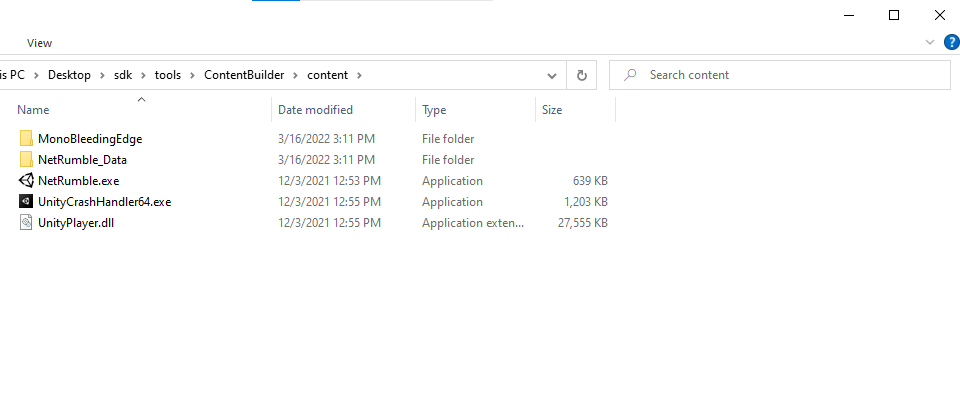 View
is PC > Desktop > sdk > tools > ContentBuilder > content >
Search content
Name Date modified Type Size
MonoBleedingEdge 3/16/2022 3:11 PM File folder
NetRumble_Data 3/16/2022 3:11 PM File folder
NetRumble.exe 12/3/2021 12:53 PM Application 639 KB
UnityCrashHandler64.exe 12/3/2021 12:55 PM Application 1,203 KB
UnityPlayer.dll 12/3/2021 12:55 PM Application exten... 27,555 KB